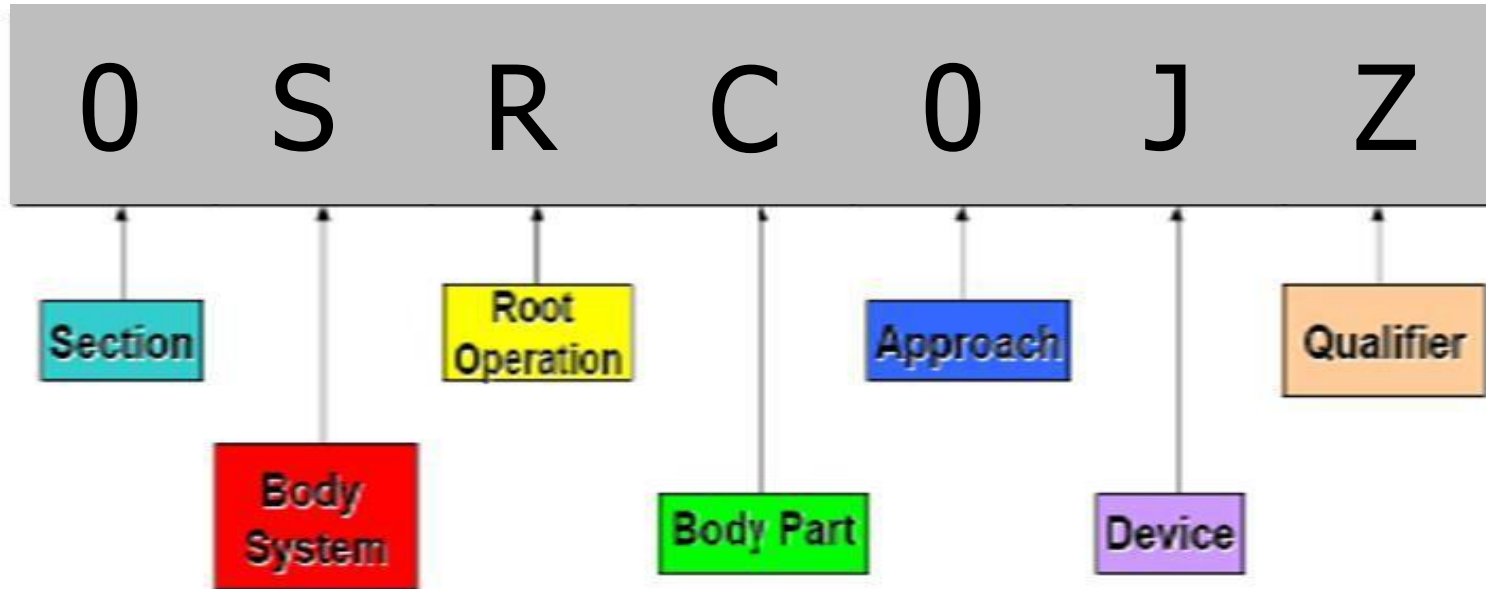 0 S R C 0 J Z
Section
Root
Operation
Approach
Qualifier
Body
System
Body Part
Device